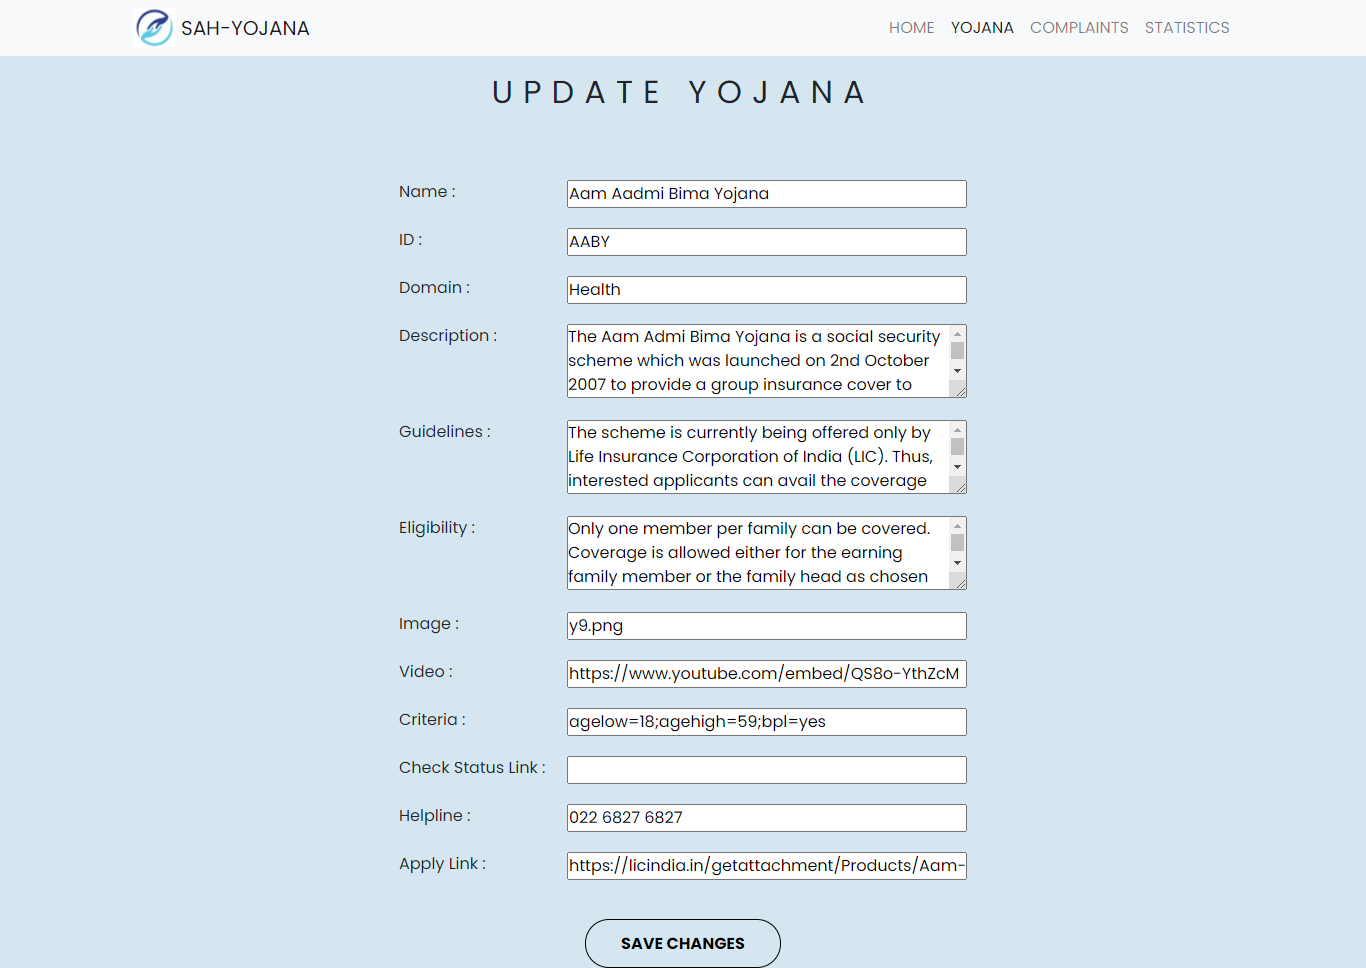 SAH-YOJANA
HOME YOJANA COMPLAINTS STATISTICS
UPDATE YOJANA
Name : Aam Aadmi Bima Yojana
ID : AABY
Domain : Health
Description : The Aam Admi Bima Yojana is a social security
scheme which was launched on 2nd October
2007 to provide a group insurance cover to
Guidelines : The scheme is currently being offered only by
Life Insurance Corporation of India (LIC). Thus,
interested applicants can avail the coverage
Eligibility : Only one member per family can be covered.
Coverage is allowed either for the earning
family member or the family head as chosen
Image : y9.png
Video : https://www.youtube.com/embed/QS8o-YthZcM
Criteria : agelow=18;agehigh=59;bpl=yes
Check Status Link :
Helpline : 022 6827 6827
Apply Link : https://licindia.in/getattachment/Products/Aam-
SAVE CHANGES